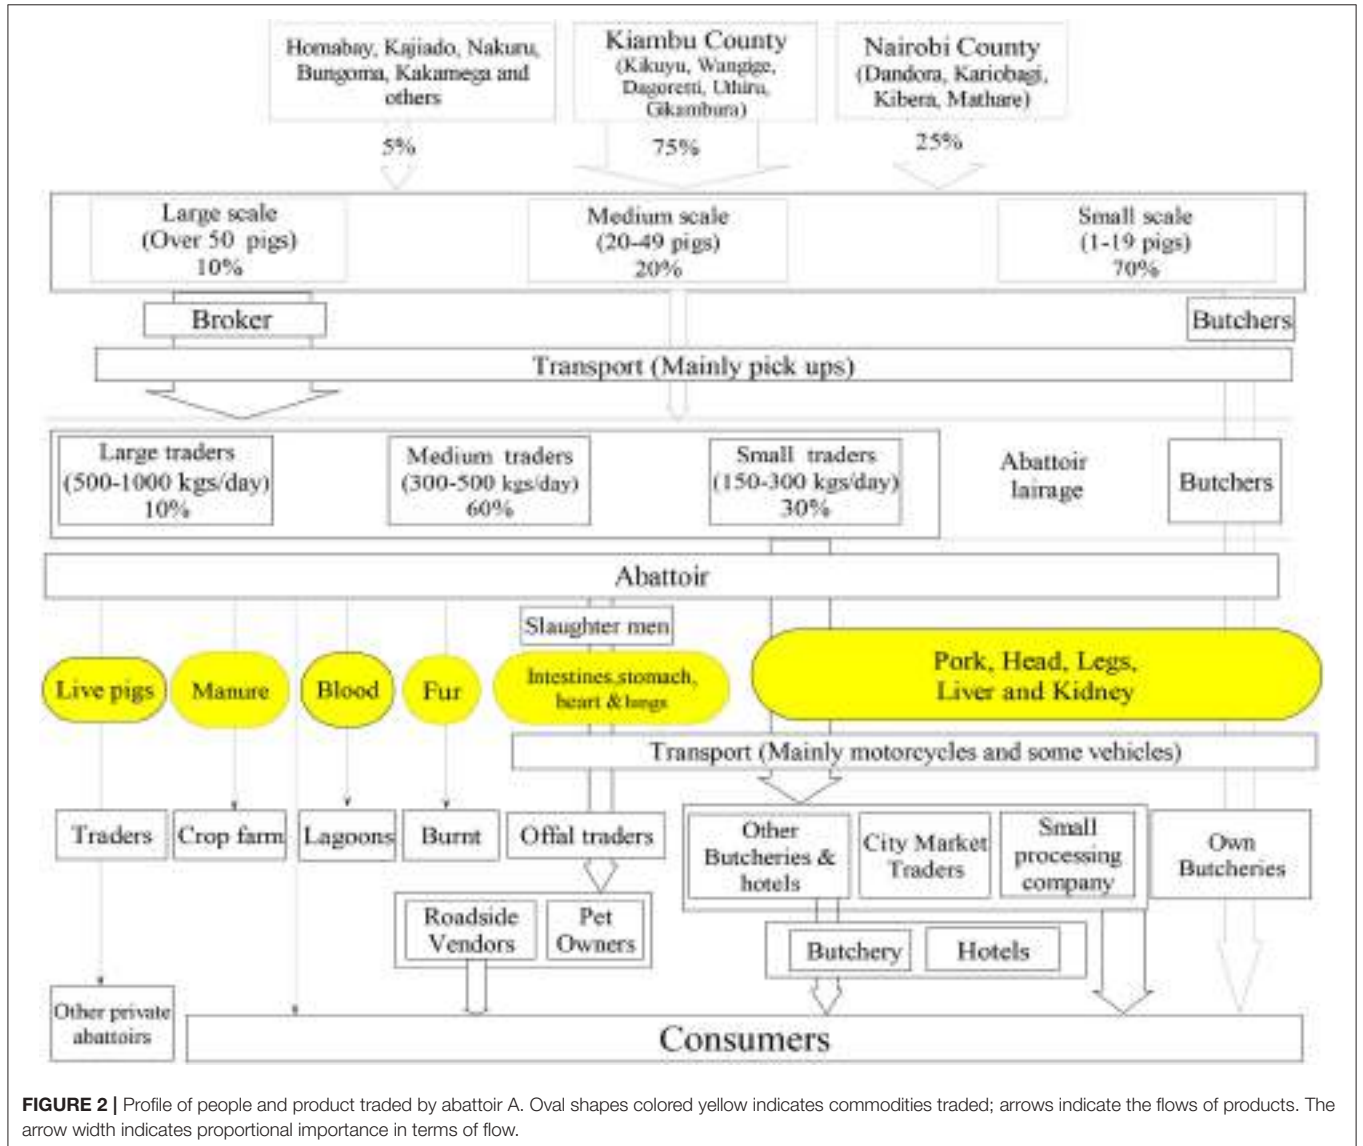 Homabay, Kajiado, Nakuru,
Bungoma, Kakamega and
others
Kiambu County
(Kikuyu, Wangige,
Dagoretti, Uthiru,
Gikambura)
Nairobi County
(Dandora, Kariobagi,
Kibera, Mathare)
5%
75%
25%
Large scale
(Over 50 pigs)
10%
Medium scale
(20-49 pigs)
20%
Small scale
(1-19 pigs)
70%
Broker
Butchers
Transport (Mainly pick ups)
Large traders
(500-1000 kgs/day)
10%
Medium traders
(300-500 kgs/day)
60%
Small traders
(150-300 kgs/day)
30%
Abattoir
lairage
Butchers
Abattoir
Slaughter men
Live pigs
Manure
Blood
Fur
Intestines,stomach,
heart & lungs
Pork, Head, Legs,
Liver and Kidney
Transport (Mainly motorcycles and some vehicles)
Traders
Crop farm
Lagoons
Burnt
Offal traders
Other
Butcheries &
hotels
City Market
Traders
Small
processing
company
Own
Butcheries
Roadside
Vendors
Pet
Owners
Butchery
Hotels
Other private
abattoirs
Consumers
FIGURE 2 | Profile of people and product traded by abattoir A. Oval shapes colored yellow indicates commodities traded; arrows indicate the flows of products. The
arrow width indicates proportional importance in terms of flow.